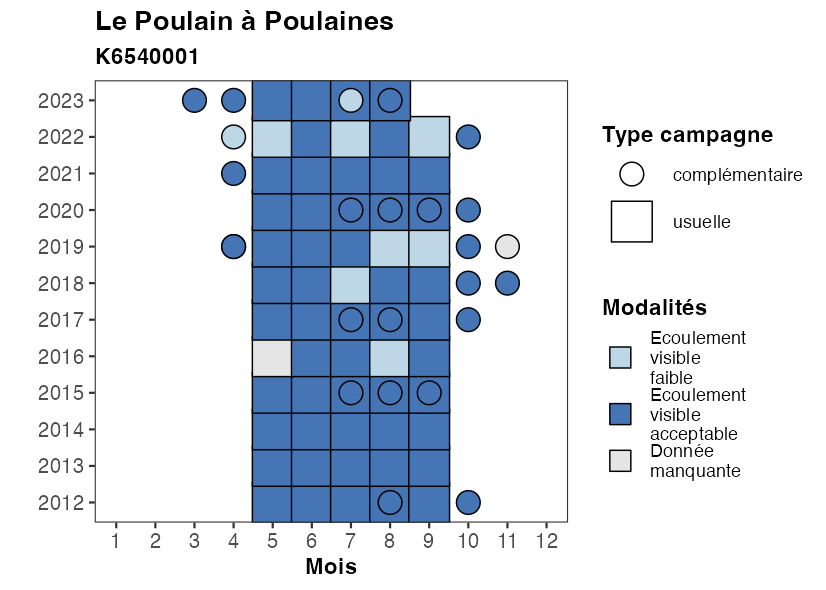 Le Poulain à Poulaines
K6540001
2023
2022
2021
2020
2019
2018
2017
2016
2015
2014
2013
2012
1 2 3 4 5 6 7 8 9 10 11 12
Mois
Type campagne
complémentaire
usuelle
Modalités
Ecoulement
visible
faible
Ecoulement
visible
acceptable
Donnée
manquante